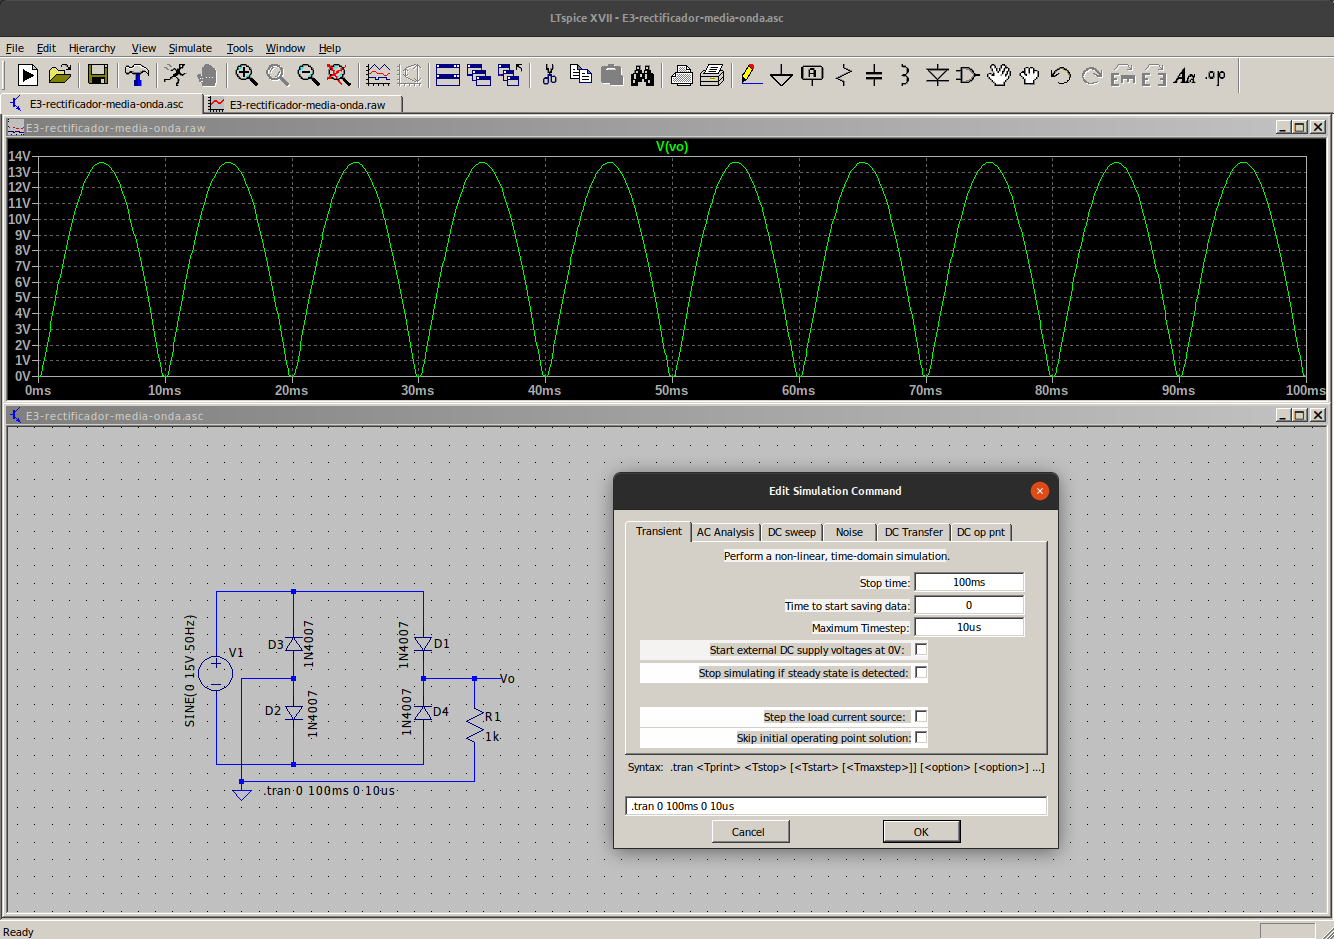 LTspice XVII - E3-rectificador-media-onda.asc
File Edit Hierarchy View Simulate Tools Window Help
A Aa .op
E3-rectificador-media-onda.asc E3-rectificador-media-onda.raw
E3-rectificador-media-onda.raw
V(vo)
14V
13V
12V
11V
10V
9V
8V
7V
6V
5V
4V
3V
2V
1V
0V
0ms 10ms 20ms 30ms 40ms 50ms 60ms 70ms 80ms 90ms 100ms
E3-rectificador-media-onda.asc
SINE(0 15V 50Hz)
V1
D3
1N4007
1N4007
D1
Vo
D2
1N4007
1N4007
D4
R1
1k
.tran 0 100ms 0 10us
Edit Simulation Command
Transient AC Analysis DC sweep Noise DC Transfer DC op pnt
Perform a non-linear, time-domain simulation.
Stop time: 100ms
Time to start saving data: 0
Maximum Timestep: 10us
Start external DC supply voltages at 0V:
Stop simulating if steady state is detected:
Step the load current source:
Skip initial operating point solution:
Syntax: .tran <Tprint> <Tstop> [<Tstart> [<Tmaxstep>]] [<option> [<option>] ...]
.tran 0 100ms 0 10us
Cancel OK
Ready